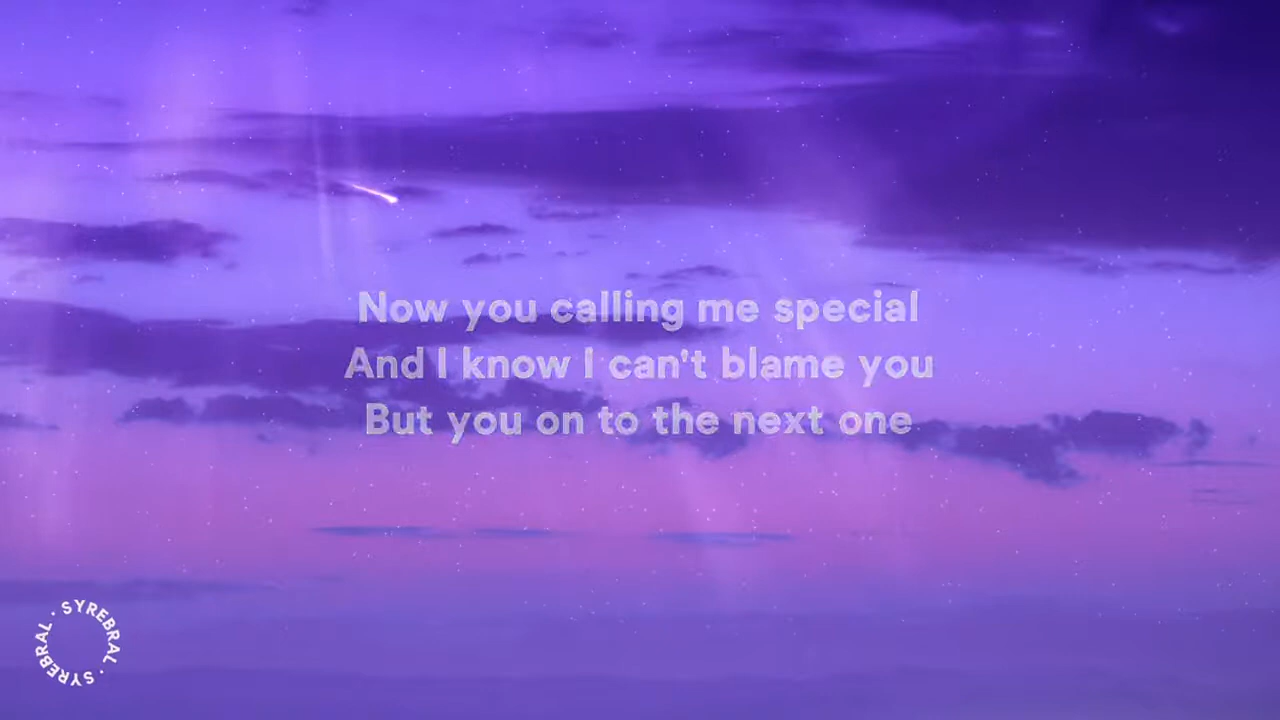 Now you calling me special
And I know I can't blame you
But you on to the next one
SYREBRAL · SYREBRAL ·